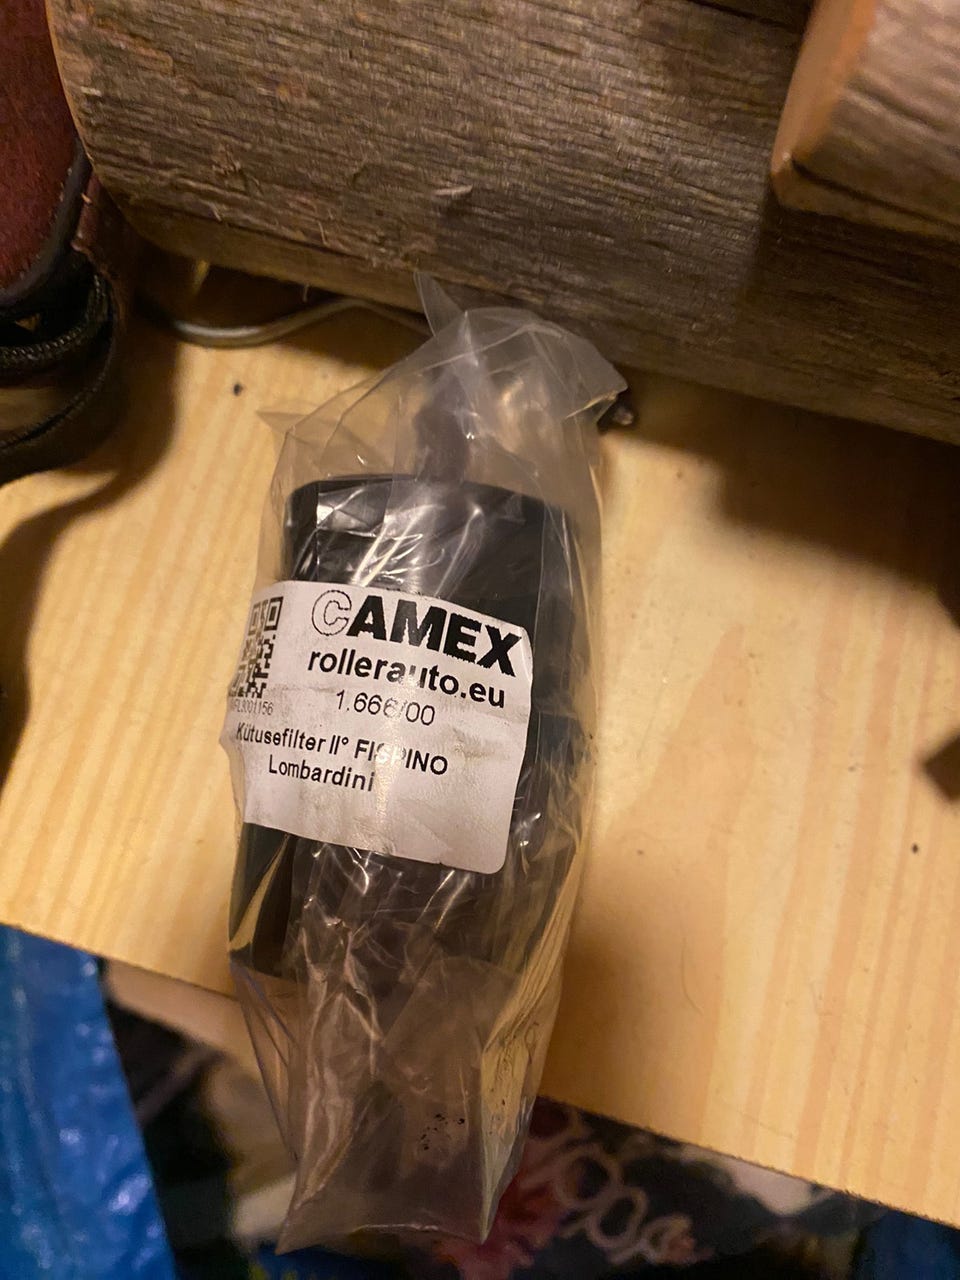 CAMEX
rollerauto.eu
1.666/00
Kütusefilter II° FISPINO
Lombardini